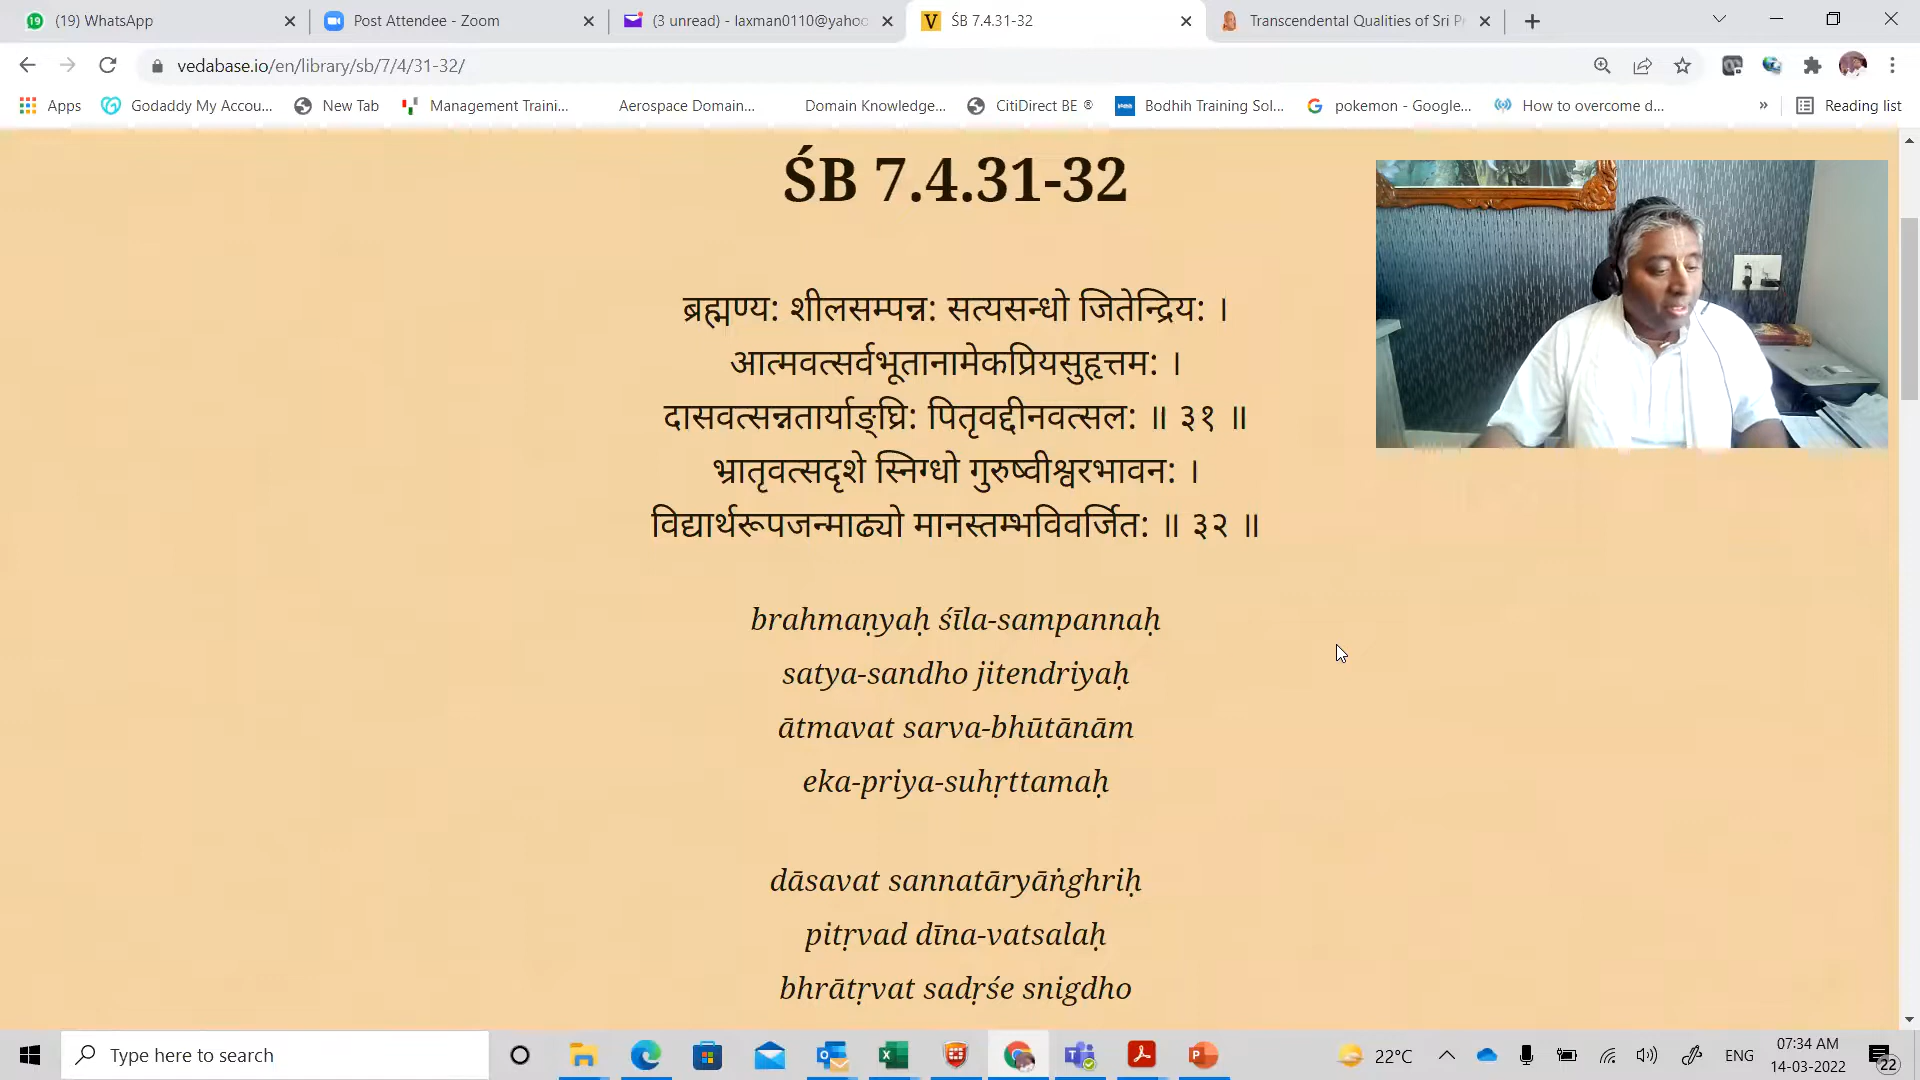 (19) WhatsApp
Post Attendee - Zoom
(3 unread) - laxman0110@yahoo
ŚB 7.4.31-32
Transcendental Qualities of Sri P
vedabase.io/en/library/sb/7/4/31-32/
Apps
Godaddy My Accou...
New Tab
Management Traini...
Aerospace Domain...
Domain Knowledge...
CitiDirect BE ®
Bodhih Training Sol...
pokemon - Google...
How to overcome d...
»
Reading list
ŚB 7.4.31-32
ब्रह्मण्य: शीलसम्पन्न: सत्यसन्धो जितेन्द्रिय: ।
आत्मवत्सर्वभूतानामेकप्रियसुहृत्तम: ।
दासवत्सन्नतार्याङ्‌घ्रि: पितृवद्दीनवत्सल: ॥ ३१ ॥
भ्रातृवत्सदृशे स्निग्धो गुरुष्वीश्वरभावन: ।
विद्यार्थरूपजन्माढ्यो मानस्तम्भविवर्जित: ॥ ३२ ॥
brahmaṇyaḥ śīla-sampannaḥ
satya-sandho jitendriyaḥ
ātmavat sarva-bhūtānām
eka-priya-suhṛttamaḥ
dāsavat sannatāryāṅghriḥ
pitṛvad dīna-vatsalaḥ
bhrātṛvat sadṛśe snigdho
Type here to search
22°C
ENG
07:34 AM
14-03-2022
22